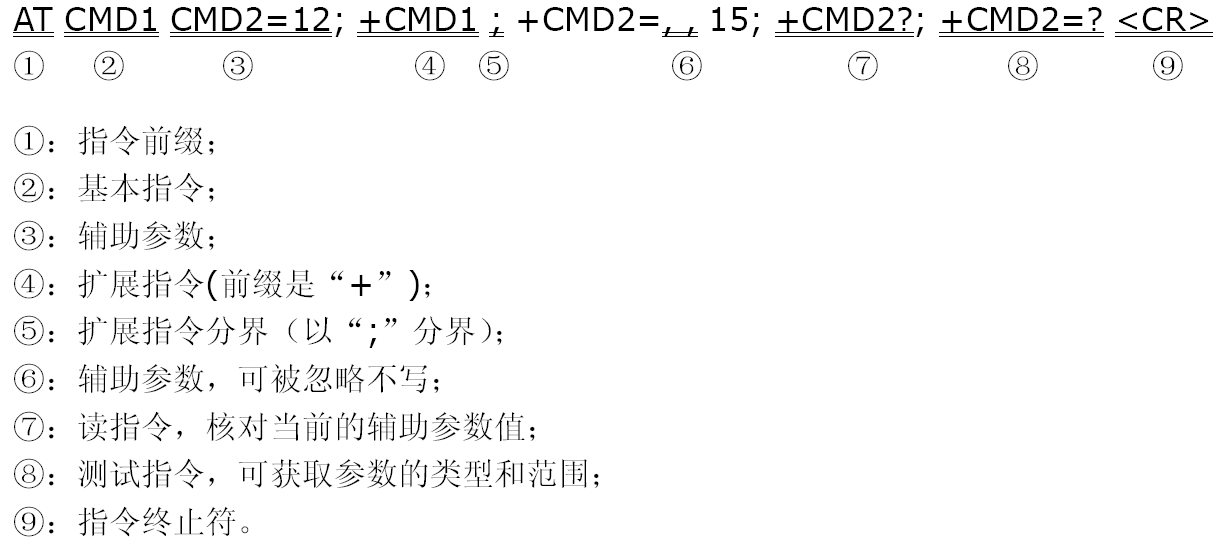 AT CMD1 CMD2=12; +CMD1 ; +CMD2=, , 15; +CMD2?; +CMD2=? <CR>
① ② ③ ④ ⑤ ⑥ ⑦ ⑧ ⑨
①：指令前缀；
②：基本指令；
③：辅助参数；
④：扩展指令(前缀是“+”)；
⑤：扩展指令分界（以“;”分界）；
⑥：辅助参数，可被忽略不写；
⑦：读指令，核对当前的辅助参数值；
⑧：测试指令，可获取参数的类型和范围；
⑨：指令终止符。